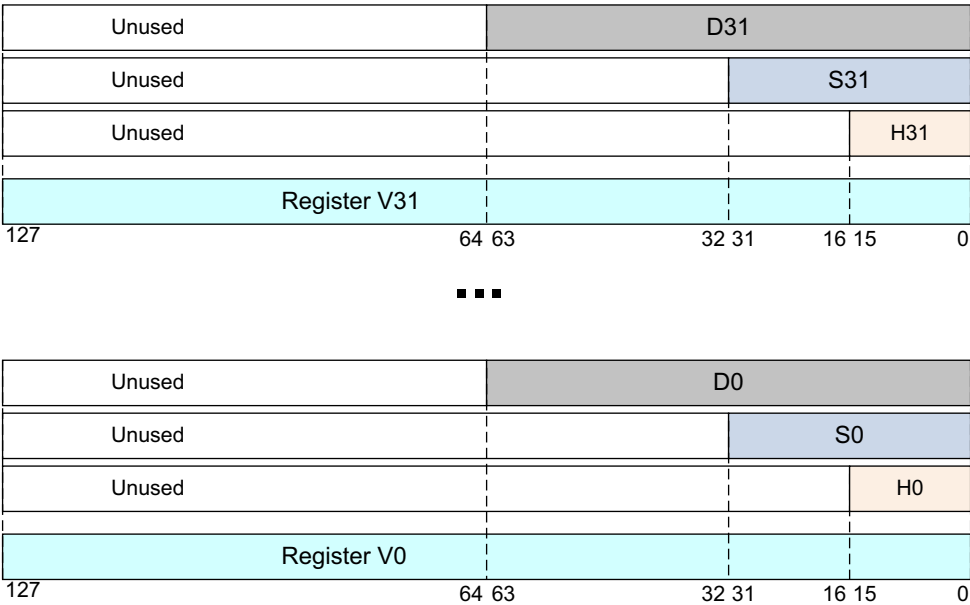 Unused D31
Unused S31
Unused H31
Register V31
127 64 63 32 31 16 15 0
...
Unused D0
Unused S0
Unused H0
Register V0
127 64 63 32 31 16 15 0